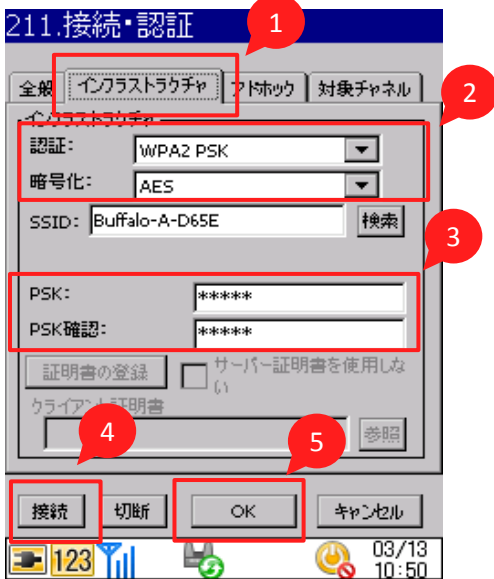 211.接続・認証
1
全般 インフラストラクチャ アドホック 対象チャネル
2
インフラストラクチャ
認証: WPA2 PSK
暗号化: AES
SSID: Buffalo-A-D65E 検索
3
PSK: *****
PSK確認: *****
証明書の登録 サーバー証明書を使用しな
い
クライアント証明書
4
5
参照
接続 切断 OK キャンセル
123 03/13
10:50